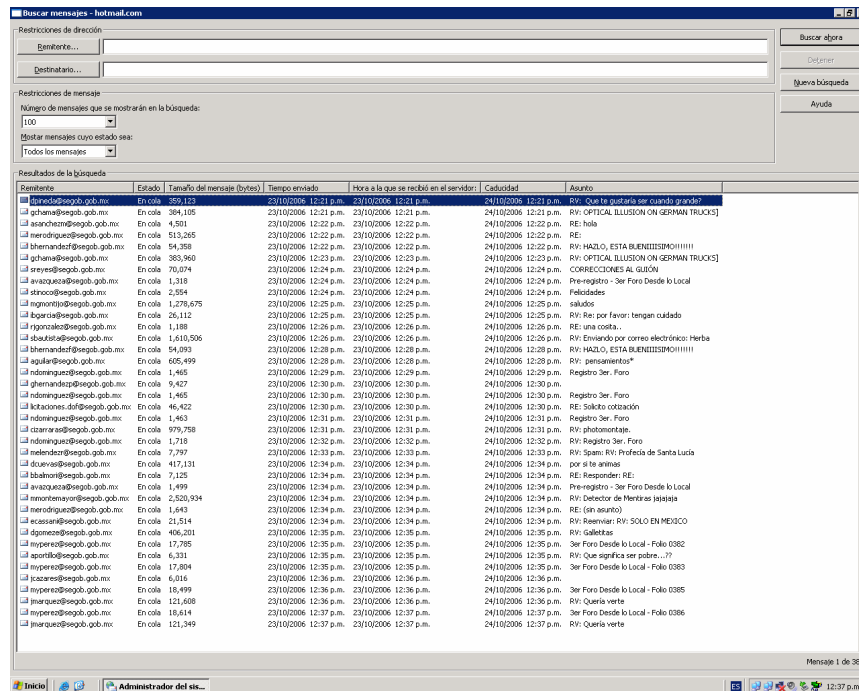 Buscar mensajes - hotmail.com
Restricciones de dirección
Remitente...
Destinatario...
Buscar ahora
Detener
Nueva búsqueda
Ayuda
Restricciones de mensaje
Número de mensajes que se mostrarán en la búsqueda:
100
Mostar mensajes cuyo estado sea:
Todos los mensajes
Resultados de la búsqueda
Remitente Estado Tamaño del mensaje (bytes) Tiempo enviado Hora a la que se recibió en el servidor: Caducidad Asunto
dpineda@segob.gob.mx En cola 359,123 23/10/2006 12:21 p.m. 23/10/2006 12:21 p.m. 24/10/2006 12:21 p.m. RV: Que te gustaría ser cuando grande?
gchama@segob.gob.mx En cola 384,105 23/10/2006 12:21 p.m. 23/10/2006 12:21 p.m. 24/10/2006 12:21 p.m. RV: OPTICAL ILLUSION ON GERMAN TRUCKS]
asanchezm@segob.gob.mx En cola 4,501 23/10/2006 12:22 p.m. 23/10/2006 12:22 p.m. 24/10/2006 12:22 p.m. RE: hola
merodriguez@segob.gob.mx En cola 513,265 23/10/2006 12:22 p.m. 23/10/2006 12:22 p.m. 24/10/2006 12:22 p.m. RE:
bhernandezf@segob.gob.mx En cola 54,358 23/10/2006 12:22 p.m. 23/10/2006 12:22 p.m. 24/10/2006 12:22 p.m. RV: HAZLO, ESTA BUENIIISIMO!!!!!!!
gchama@segob.gob.mx En cola 383,960 23/10/2006 12:23 p.m. 23/10/2006 12:23 p.m. 24/10/2006 12:23 p.m. RV: OPTICAL ILLUSION ON GERMAN TRUCKS]
sreyes@segob.gob.mx En cola 70,074 23/10/2006 12:24 p.m. 23/10/2006 12:24 p.m. 24/10/2006 12:24 p.m. CORRECCIONES AL GUIÓN
avazqueza@segob.gob.mx En cola 1,318 23/10/2006 12:24 p.m. 23/10/2006 12:24 p.m. 24/10/2006 12:24 p.m. Pre-registro - 3er Foro Desde lo Local
stinoco@segob.gob.mx En cola 2,554 23/10/2006 12:24 p.m. 23/10/2006 12:24 p.m. 24/10/2006 12:24 p.m. Felicidades
mgmontijo@segob.gob.mx En cola 1,278,675 23/10/2006 12:25 p.m. 23/10/2006 12:25 p.m. 24/10/2006 12:25 p.m. saludos
ibgarcia@segob.gob.mx En cola 26,112 23/10/2006 12:25 p.m. 23/10/2006 12:25 p.m. 24/10/2006 12:25 p.m. RV: Re: por favor: tengan cuidado
rjgonzalez@segob.gob.mx En cola 1,188 23/10/2006 12:26 p.m. 23/10/2006 12:26 p.m. 24/10/2006 12:26 p.m. RE: una cosita..
sbautista@segob.gob.mx En cola 1,610,506 23/10/2006 12:26 p.m. 23/10/2006 12:26 p.m. 24/10/2006 12:26 p.m. RV: Enviando por correo electrónico: Herba
bhernandezf@segob.gob.mx En cola 54,093 23/10/2006 12:28 p.m. 23/10/2006 12:28 p.m. 24/10/2006 12:28 p.m. RV: HAZLO, ESTA BUENIIISIMO!!!!!!!
aguilar@segob.gob.mx En cola 605,499 23/10/2006 12:28 p.m. 23/10/2006 12:28 p.m. 24/10/2006 12:28 p.m. RV: pensamientos*
ndominguez@segob.gob.mx En cola 1,465 23/10/2006 12:29 p.m. 23/10/2006 12:29 p.m. 24/10/2006 12:29 p.m. Registro 3er. Foro
ghernandezp@segob.gob.mx En cola 9,427 23/10/2006 12:30 p.m. 23/10/2006 12:30 p.m. 24/10/2006 12:30 p.m.
ndominguez@segob.gob.mx En cola 1,465 23/10/2006 12:30 p.m. 23/10/2006 12:30 p.m. 24/10/2006 12:30 p.m. Registro 3er. Foro
licitaciones.dof@segob.gob.mx En cola 46,422 23/10/2006 12:30 p.m. 23/10/2006 12:30 p.m. 24/10/2006 12:30 p.m. RE: Solicito cotización
ndominguez@segob.gob.mx En cola 1,463 23/10/2006 12:31 p.m. 23/10/2006 12:31 p.m. 24/10/2006 12:31 p.m. Registro 3er. Foro
cizarraras@segob.gob.mx En cola 979,758 23/10/2006 12:31 p.m. 23/10/2006 12:31 p.m. 24/10/2006 12:31 p.m. RV: photomontaje.
ndominguez@segob.gob.mx En cola 1,718 23/10/2006 12:32 p.m. 23/10/2006 12:32 p.m. 24/10/2006 12:32 p.m. RV: Registro 3er. Foro
melendezr@segob.gob.mx En cola 7,797 23/10/2006 12:33 p.m. 23/10/2006 12:33 p.m. 24/10/2006 12:33 p.m. RV: Spam: RV: Profecía de Santa Lucía
dcuevas@segob.gob.mx En cola 417,131 23/10/2006 12:34 p.m. 23/10/2006 12:34 p.m. 24/10/2006 12:34 p.m. por si te animas
bbalmori@segob.gob.mx En cola 7,125 23/10/2006 12:34 p.m. 23/10/2006 12:34 p.m. 24/10/2006 12:34 p.m. RE: Responder: RE:
avazqueza@segob.gob.mx En cola 1,499 23/10/2006 12:34 p.m. 23/10/2006 12:34 p.m. 24/10/2006 12:34 p.m. Pre-registro - 3er Foro Desde lo Local
mmontemayor@segob.gob.mx En cola 2,520,934 23/10/2006 12:34 p.m. 23/10/2006 12:34 p.m. 24/10/2006 12:34 p.m. RV: Detector de Mentiras jajajaja
merodriguez@segob.gob.mx En cola 1,643 23/10/2006 12:34 p.m. 23/10/2006 12:34 p.m. 24/10/2006 12:34 p.m. RE: (sin asunto)
ecassani@segob.gob.mx En cola 21,514 23/10/2006 12:34 p.m. 23/10/2006 12:34 p.m. 24/10/2006 12:34 p.m. RV: Reenviar: RV: SOLO EN MEXICO
dgomeze@segob.gob.mx En cola 406,201 23/10/2006 12:35 p.m. 23/10/2006 12:35 p.m. 24/10/2006 12:35 p.m. RV: Galletitas
myperez@segob.gob.mx En cola 17,785 23/10/2006 12:35 p.m. 23/10/2006 12:35 p.m. 24/10/2006 12:35 p.m. 3er Foro Desde lo Local - Folio 0382
aportillo@segob.gob.mx En cola 6,331 23/10/2006 12:35 p.m. 23/10/2006 12:35 p.m. 24/10/2006 12:35 p.m. RV: Que significa ser pobre...??
myperez@segob.gob.mx En cola 17,804 23/10/2006 12:35 p.m. 23/10/2006 12:35 p.m. 24/10/2006 12:35 p.m. 3er Foro Desde lo Local - Folio 0383
jcazares@segob.gob.mx En cola 6,016 23/10/2006 12:36 p.m. 23/10/2006 12:36 p.m. 24/10/2006 12:36 p.m.
myperez@segob.gob.mx En cola 18,499 23/10/2006 12:36 p.m. 23/10/2006 12:36 p.m. 24/10/2006 12:36 p.m. 3er Foro Desde lo Local - Folio 0385
jmarquez@segob.gob.mx En cola 121,608 23/10/2006 12:36 p.m. 23/10/2006 12:36 p.m. 24/10/2006 12:36 p.m. RV: Quería verte
myperez@segob.gob.mx En cola 18,614 23/10/2006 12:37 p.m. 23/10/2006 12:37 p.m. 24/10/2006 12:37 p.m. 3er Foro Desde lo Local - Folio 0386
jmarquez@segob.gob.mx En cola 121,349 23/10/2006 12:37 p.m. 23/10/2006 12:37 p.m. 24/10/2006 12:37 p.m. RV: Quería verte
Mensaje 1 de 38
Inicio
Administrador del sis...
ES
12:37 p.m